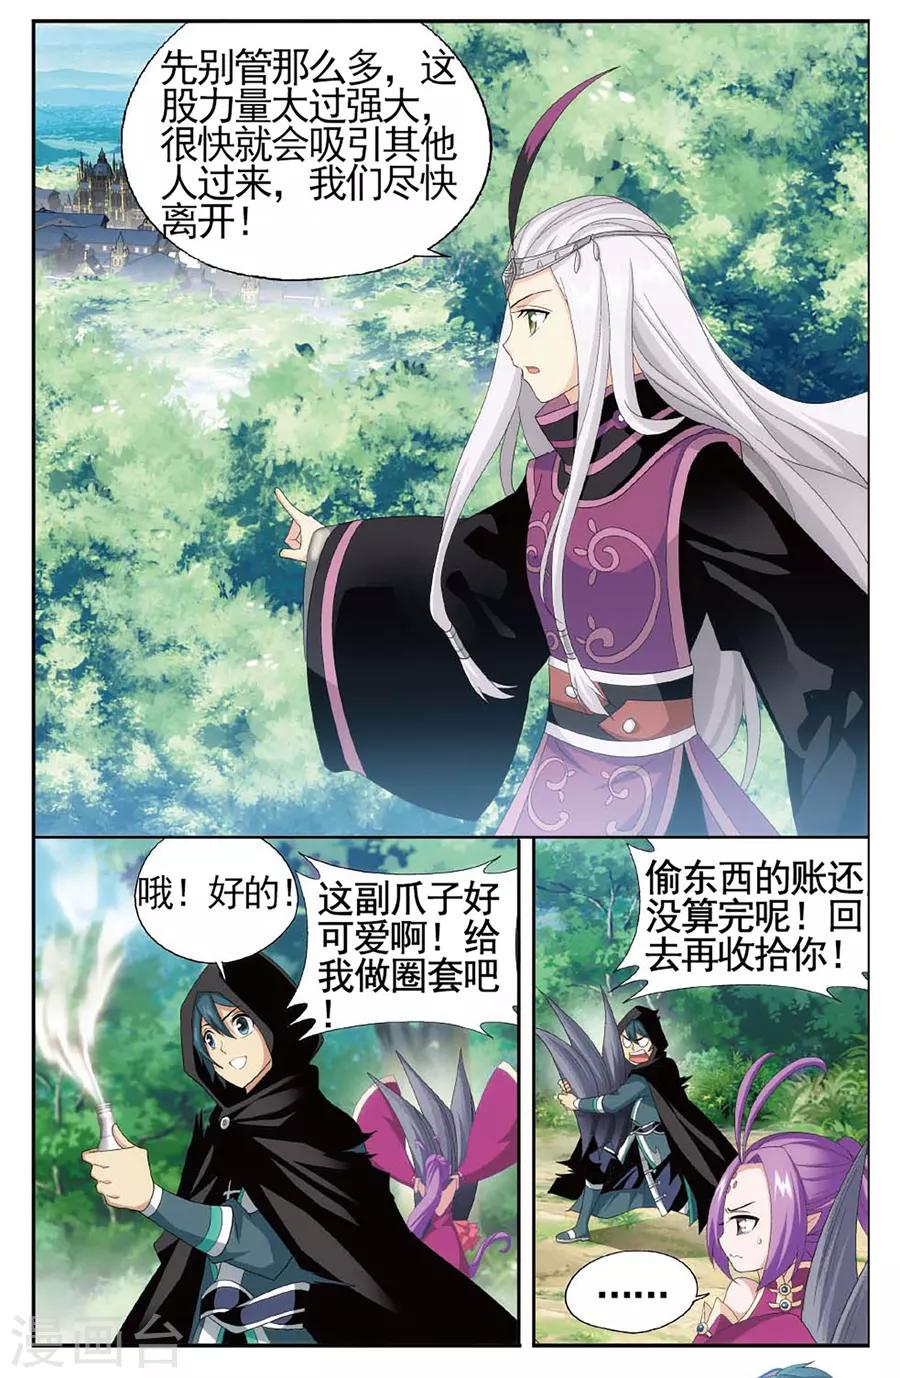 先别管那么多，这
股力量太过强大，
很快就会吸引其他
人过来，我们尽快
离开！
哦！好的！
这副爪子好
可爱啊！给
我做圈套吧
！
偷东西的账还
没算完呢！回
去再收拾你！
……
漫画台